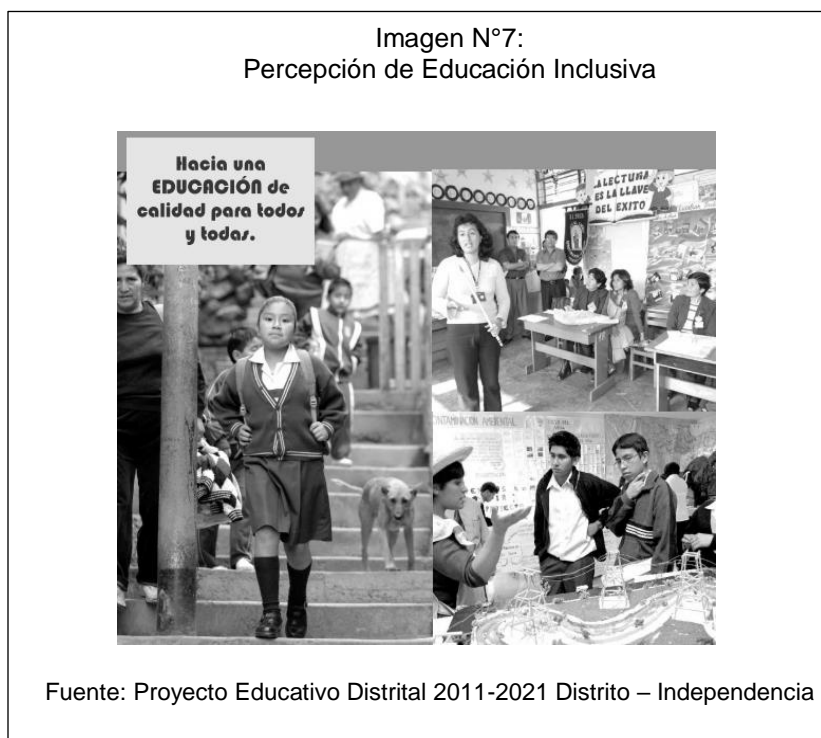 Imagen N°7:
Percepción de Educación Inclusiva
Hacia una
EDUCACIÓN de
calidad para todos
y todas.
LA LECTURA
ES LA LLAVE
DEL EXITO
CONTAMINACION AMBIENTAL
Fuente: Proyecto Educativo Distrital 2011-2021 Distrito – Independencia